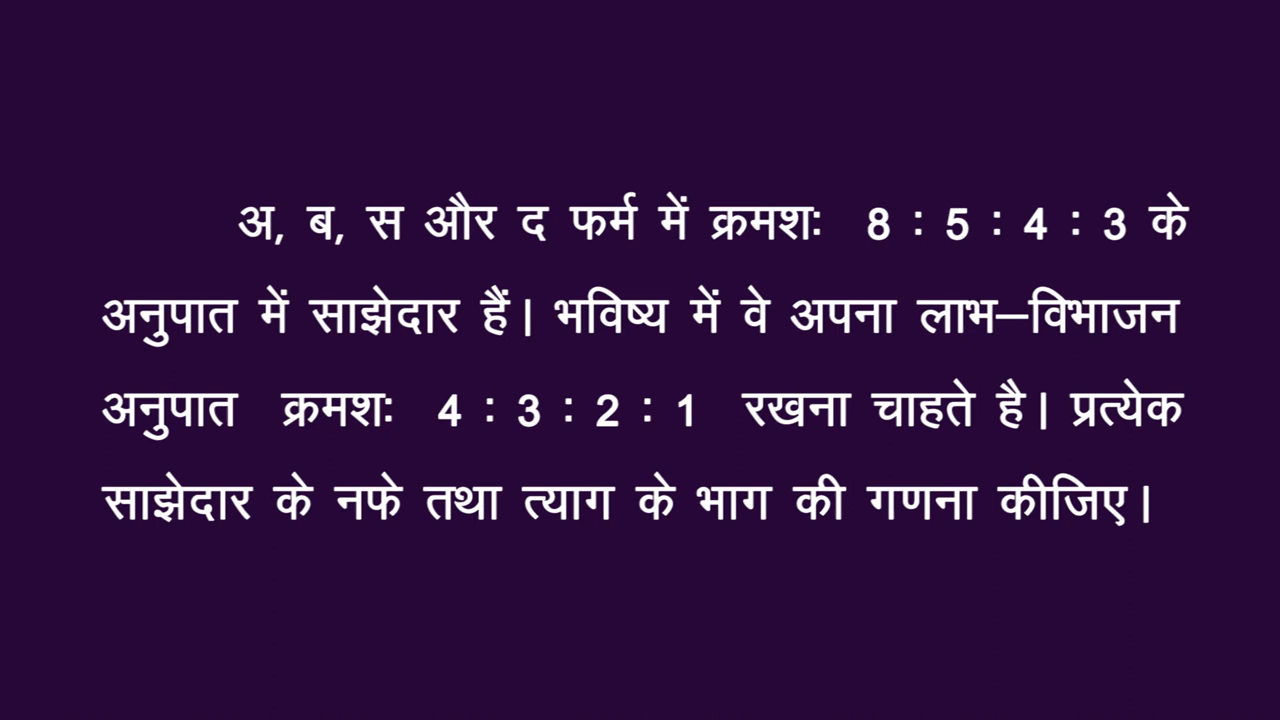 अ, ब, स और द फर्म में क्रमशः 8 : 5 : 4 : 3 के
अनुपात में साझेदार हैं। भविष्य में वे अपना लाभ–विभाजन
अनुपात क्रमशः 4 : 3 : 2 : 1 रखना चाहते है। प्रत्येक
साझेदार के नफे तथा त्याग के भाग की गणना कीजिए।